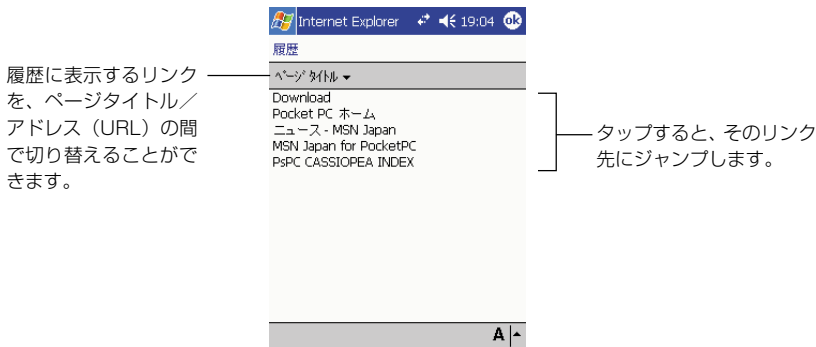 Internet Explorer 19:04 ok
履歴
ﾍﾟｰｼﾞ ﾀｲﾄﾙ
Download
Pocket PC ホーム
ニュース - MSN Japan
MSN Japan for PocketPC
PsPC CASSIOPEA INDEX
A
履歴に表示するリンク
を、ページタイトル／
アドレス（URL）の間
で切り替えることがで
きます。
タップすると、そのリンク
先にジャンプします。